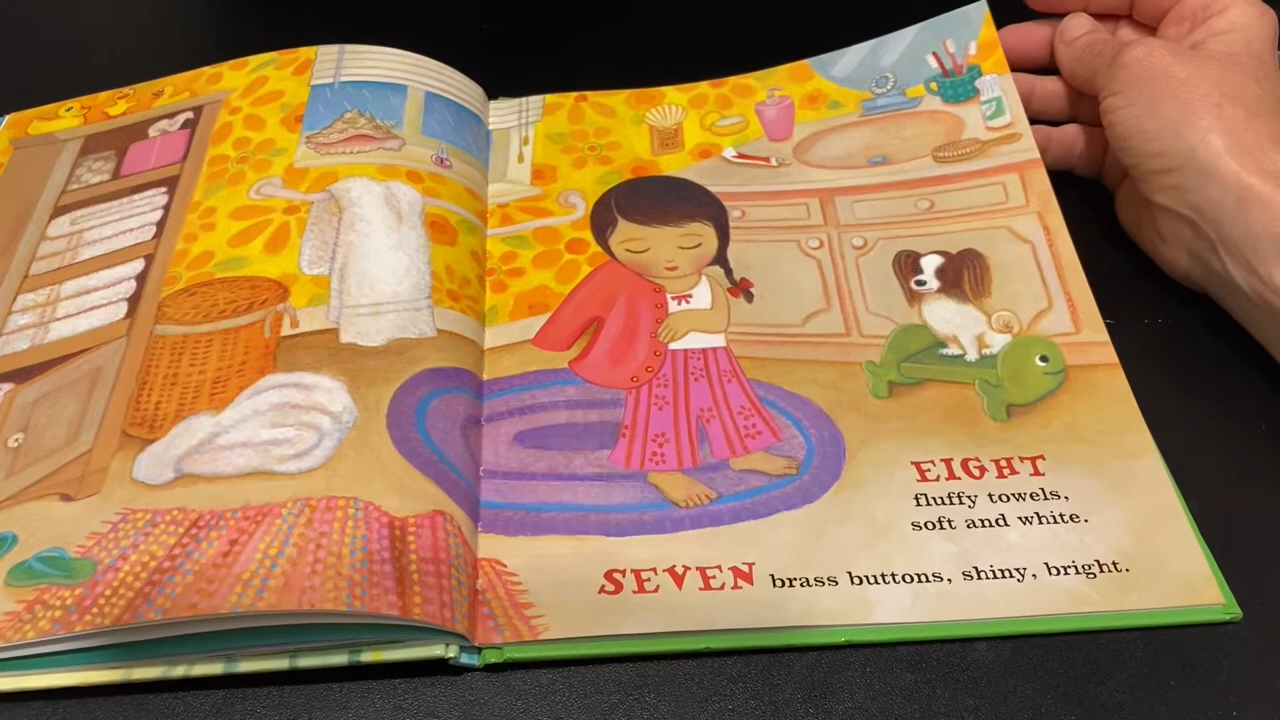 EIGHT
fluffy towels,
soft and white.
SEVEN brass buttons, shiny, bright.